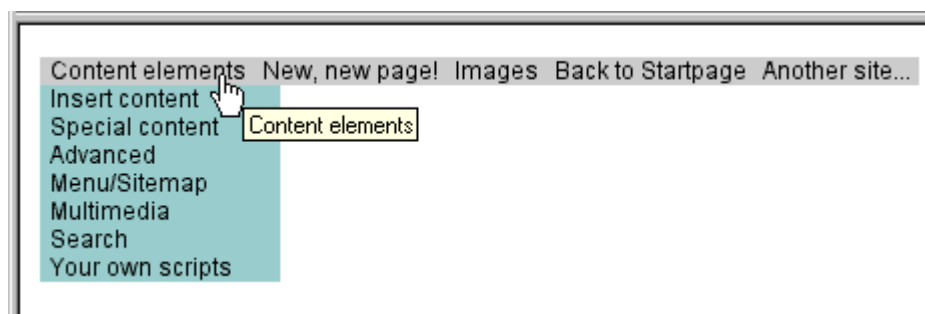 Content elements New, new page! Images Back to Startpage Another site...
Insert content
Special content
Content elements
Advanced
Menu/Sitemap
Multimedia
Search
Your own scripts